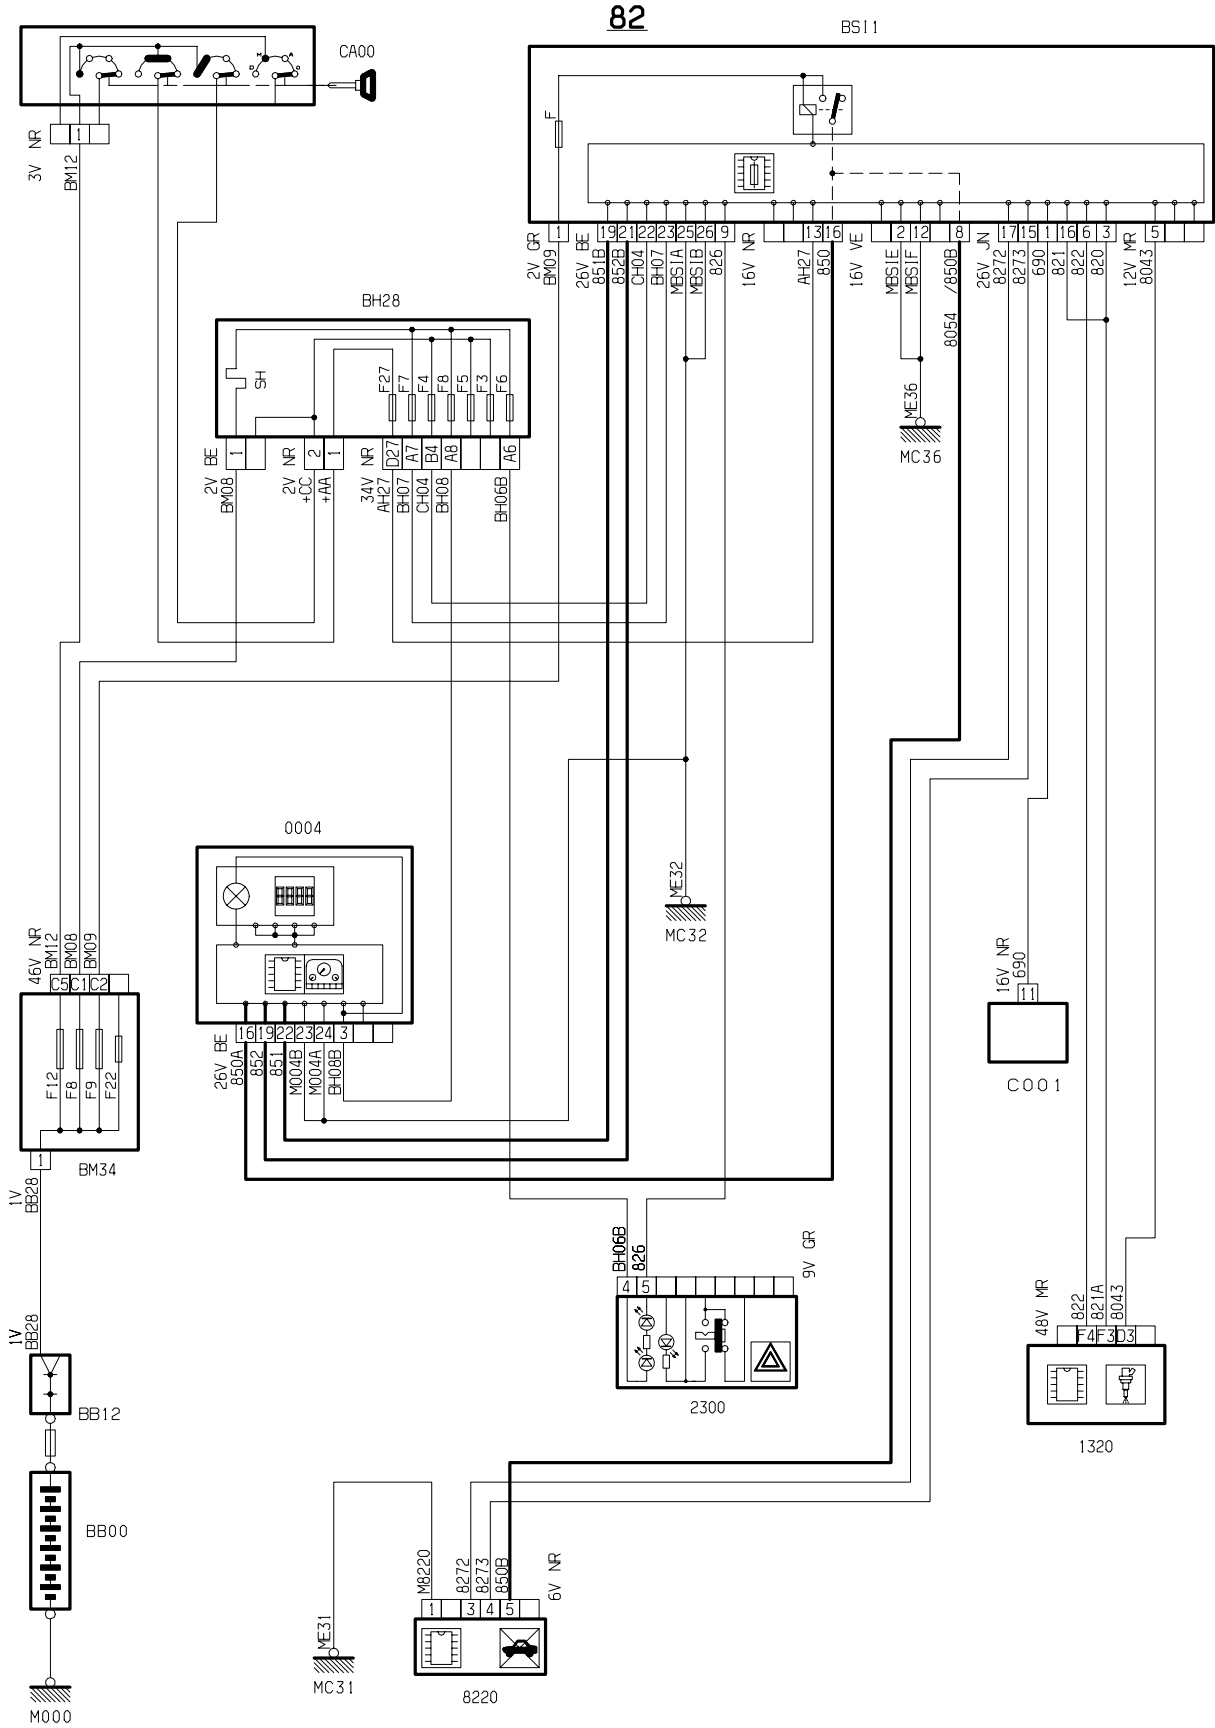 82
BSI1
CA00
M
A
D
O
F
3V NR
1
BM12
2V GR
1
BM09
26V BE
19
21
22
23
25
26
9
851B
852B
CH04
BH07
MBSIA
MBSIB
826
16V NR
13
16
AH27
850
16V VE
2
12
8
MBSIE
MBSIF
8054 /850B
26V JN
17
15
1
16
6
3
8272
8273
690
821
822
820
12V MR
5
8043
BH28
SH
F27
F7
F4
F8
F5
F3
F6
2V BE
1
BM08
2V NR
2
1
+CC
+AA
34V NR
D27
A7
B4
A8
A6
AH27
BH07
CH04
BH08
BH06B
ME36
MC36
0004
ME32
MC32
46V NR
BM12
BM08
BM09
C5
C1
C2
F12
F8
F9
F22
1
BM34
26V BE
16
19
22
23
24
3
850A
852
851
M004B
M004A
BH08B
16V NR
690
11
C001
1V
BB28
1V
BB28
BB12
BB00
M000
BH06B
826
9V GR
4
5
2300
48V MR
822
821A
8043
F4
F3
D3
1320
M8220
8272
8273
850B
6V NR
1
3
4
5
8220
ME31
MC31